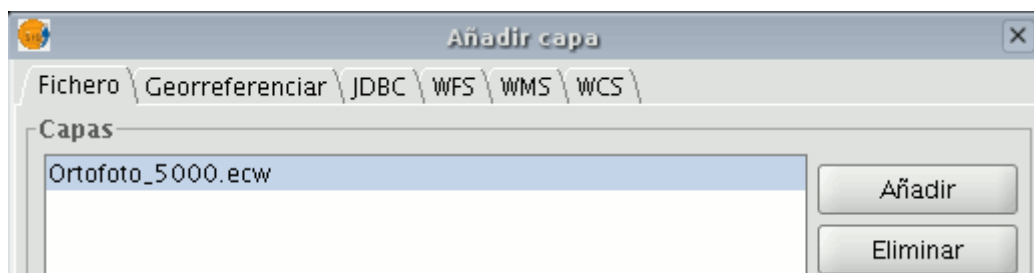 Añadir capa
Fichero Georreferenciar JDBC WFS WMS WCS
Capas
Ortofoto_5000.ecw
Añadir
Eliminar